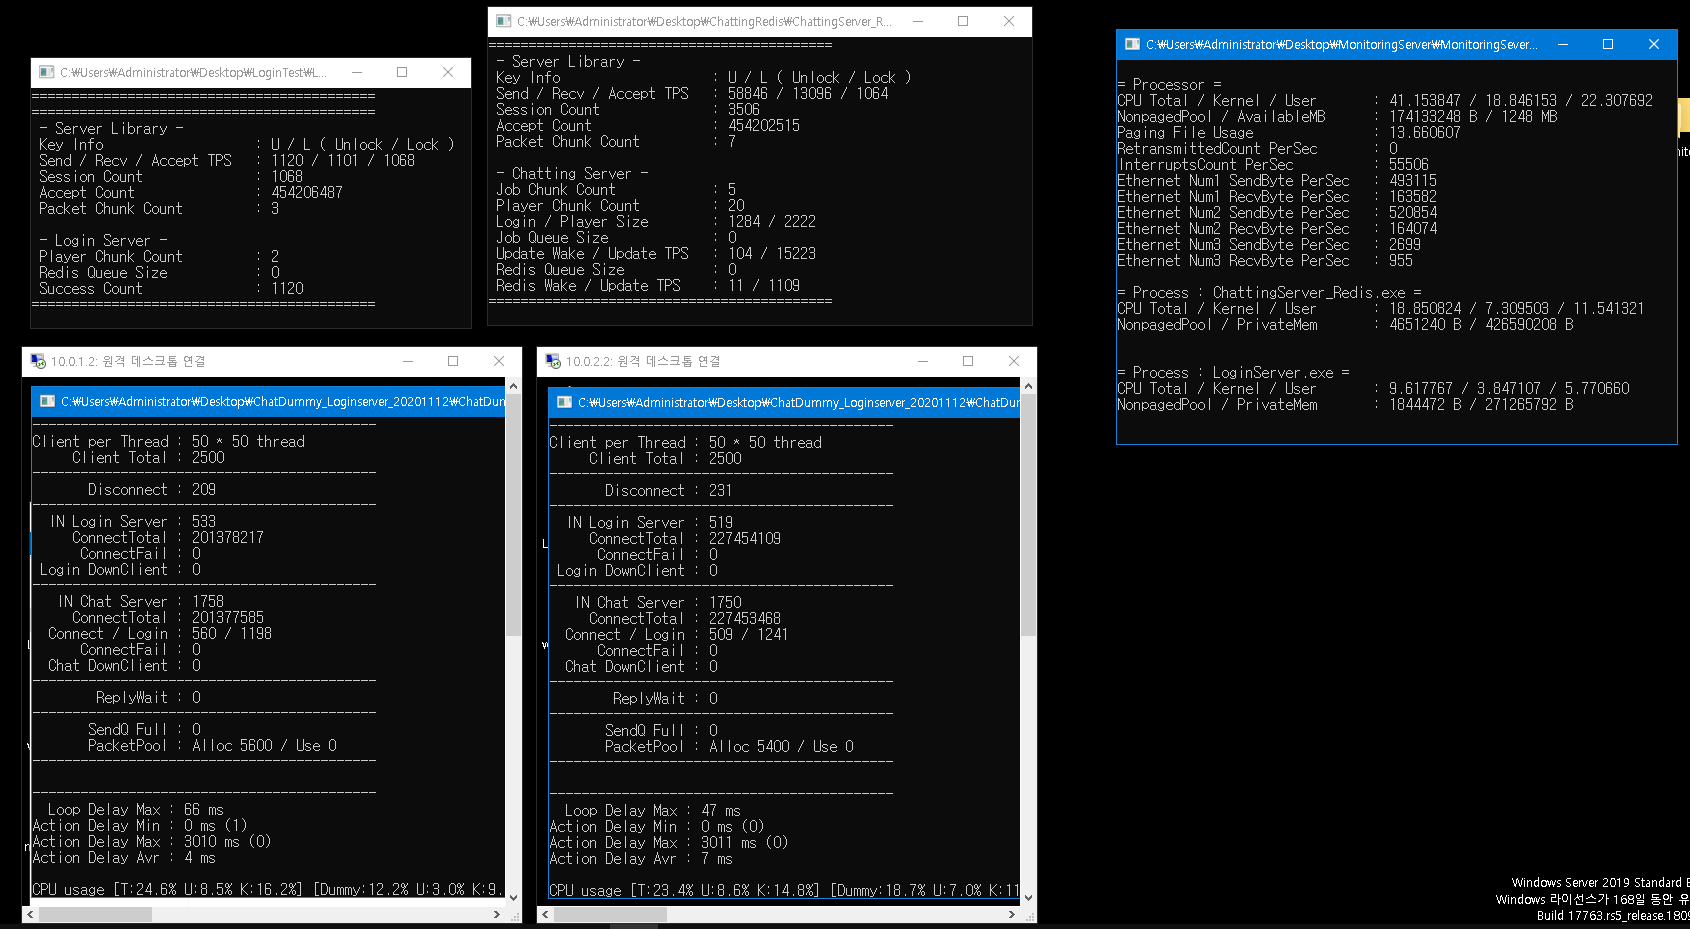 C:₩Users₩Administrator₩Desktop₩LoginTest₩L...
==========================================
==========================================
- Server Library -
Key Info : U / L ( Unlock / Lock )
Send / Recv / Accept TPS : 1120 / 1101 / 1068
Session Count : 1068
Accept Count : 454206487
Packet Chunk Count : 3
- Login Server -
Player Chunk Count : 2
Redis Queue Size : 0
Success Count : 1120
==========================================
C:₩Users₩Administrator₩Desktop₩ChattingRedis₩ChattingServer_R...
==========================================
- Server Library -
Key Info : U / L ( Unlock / Lock )
Send / Recv / Accept TPS : 58846 / 13096 / 1064
Session Count : 3506
Accept Count : 454202515
Packet Chunk Count : 7
- Chatting Server -
Job Chunk Count : 5
Player Chunk Count : 20
Login / Player Size : 1284 / 2222
Job Queue Size : 0
Update Wake / Update TPS : 104 / 15223
Redis Queue Size : 0
Redis Wake / Update TPS : 11 / 1109
==========================================
C:₩Users₩Administrator₩Desktop₩MonitoringServer₩MonitoringSever...
= Processor =
CPU Total / Kernel / User : 41.153847 / 18.846153 / 22.307692
NonpagedPool / AvailableMB : 174133248 B / 1248 MB
Paging File Usage : 13.660607
RetransmittedCount PerSec : 0
InterruptsCount PerSec : 55506
Ethernet Num1 SendByte PerSec : 493115
Ethernet Num1 RecvByte PerSec : 163582
Ethernet Num2 SendByte PerSec : 520854
Ethernet Num2 RecvByte PerSec : 164074
Ethernet Num3 SendByte PerSec : 2699
Ethernet Num3 RecvByte PerSec : 955
= Process : ChattingServer_Redis.exe =
CPU Total / Kernel / User : 18.850824 / 7.309503 / 11.541321
NonpagedPool / PrivateMem : 4651240 B / 426590208 B
= Process : LoginServer.exe =
CPU Total / Kernel / User : 9.617767 / 3.847107 / 5.770660
NonpagedPool / PrivateMem : 1844472 B / 271265792 B
10.0.1.2: 원격 데스크톱 연결
C:₩Users₩Administrator₩Desktop₩ChatDummy_Loginserver_20201112₩ChatDun
Client per Thread : 50 * 50 thread
Client Total : 2500
Disconnect : 209
IN Login Server : 533
ConnectTotal : 201378217
ConnectFail : 0
Login DownClient : 0
IN Chat Server : 1758
ConnectTotal : 201377585
Connect / Login : 560 / 1198
ConnectFail : 0
Chat DownClient : 0
ReplyWait : 0
SendQ Full : 0
PacketPool : Alloc 5600 / Use 0
Loop Delay Max : 66 ms
Action Delay Min : 0 ms (1)
Action Delay Max : 3010 ms (0)
Action Delay Avr : 4 ms
CPU usage [T:24.6% U:8.5% K:16.2%] [Dummy:12.2% U:3.0% K:9.
10.0.2.2: 원격 데스크톱 연결
C:₩Users₩Administrator₩Desktop₩ChatDummy_Loginserver_20201112₩ChatDur
Client per Thread : 50 * 50 thread
Client Total : 2500
Disconnect : 231
IN Login Server : 519
ConnectTotal : 227454109
ConnectFail : 0
Login DownClient : 0
IN Chat Server : 1750
ConnectTotal : 227453468
Connect / Login : 509 / 1241
ConnectFail : 0
Chat DownClient : 0
ReplyWait : 0
SendQ Full : 0
PacketPool : Alloc 5400 / Use 0
Loop Delay Max : 47 ms
Action Delay Min : 0 ms (0)
Action Delay Max : 3011 ms (0)
Action Delay Avr : 7 ms
CPU usage [T:23.4% U:8.6% K:14.8%] [Dummy:18.7% U:7.0% K:11
Windows Server 2019 Standard E
Windows 라이선스가 168일 동안 유
Build 17763.rs5_release.1809